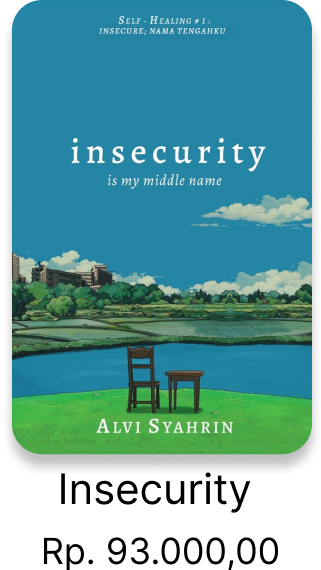 SELF - HEALING # 1 :
INSECURE; NAMA TENGAHKU
insecurity
is my middle name
ALVI SYAHRIN
Insecurity
Rp. 93.000,00